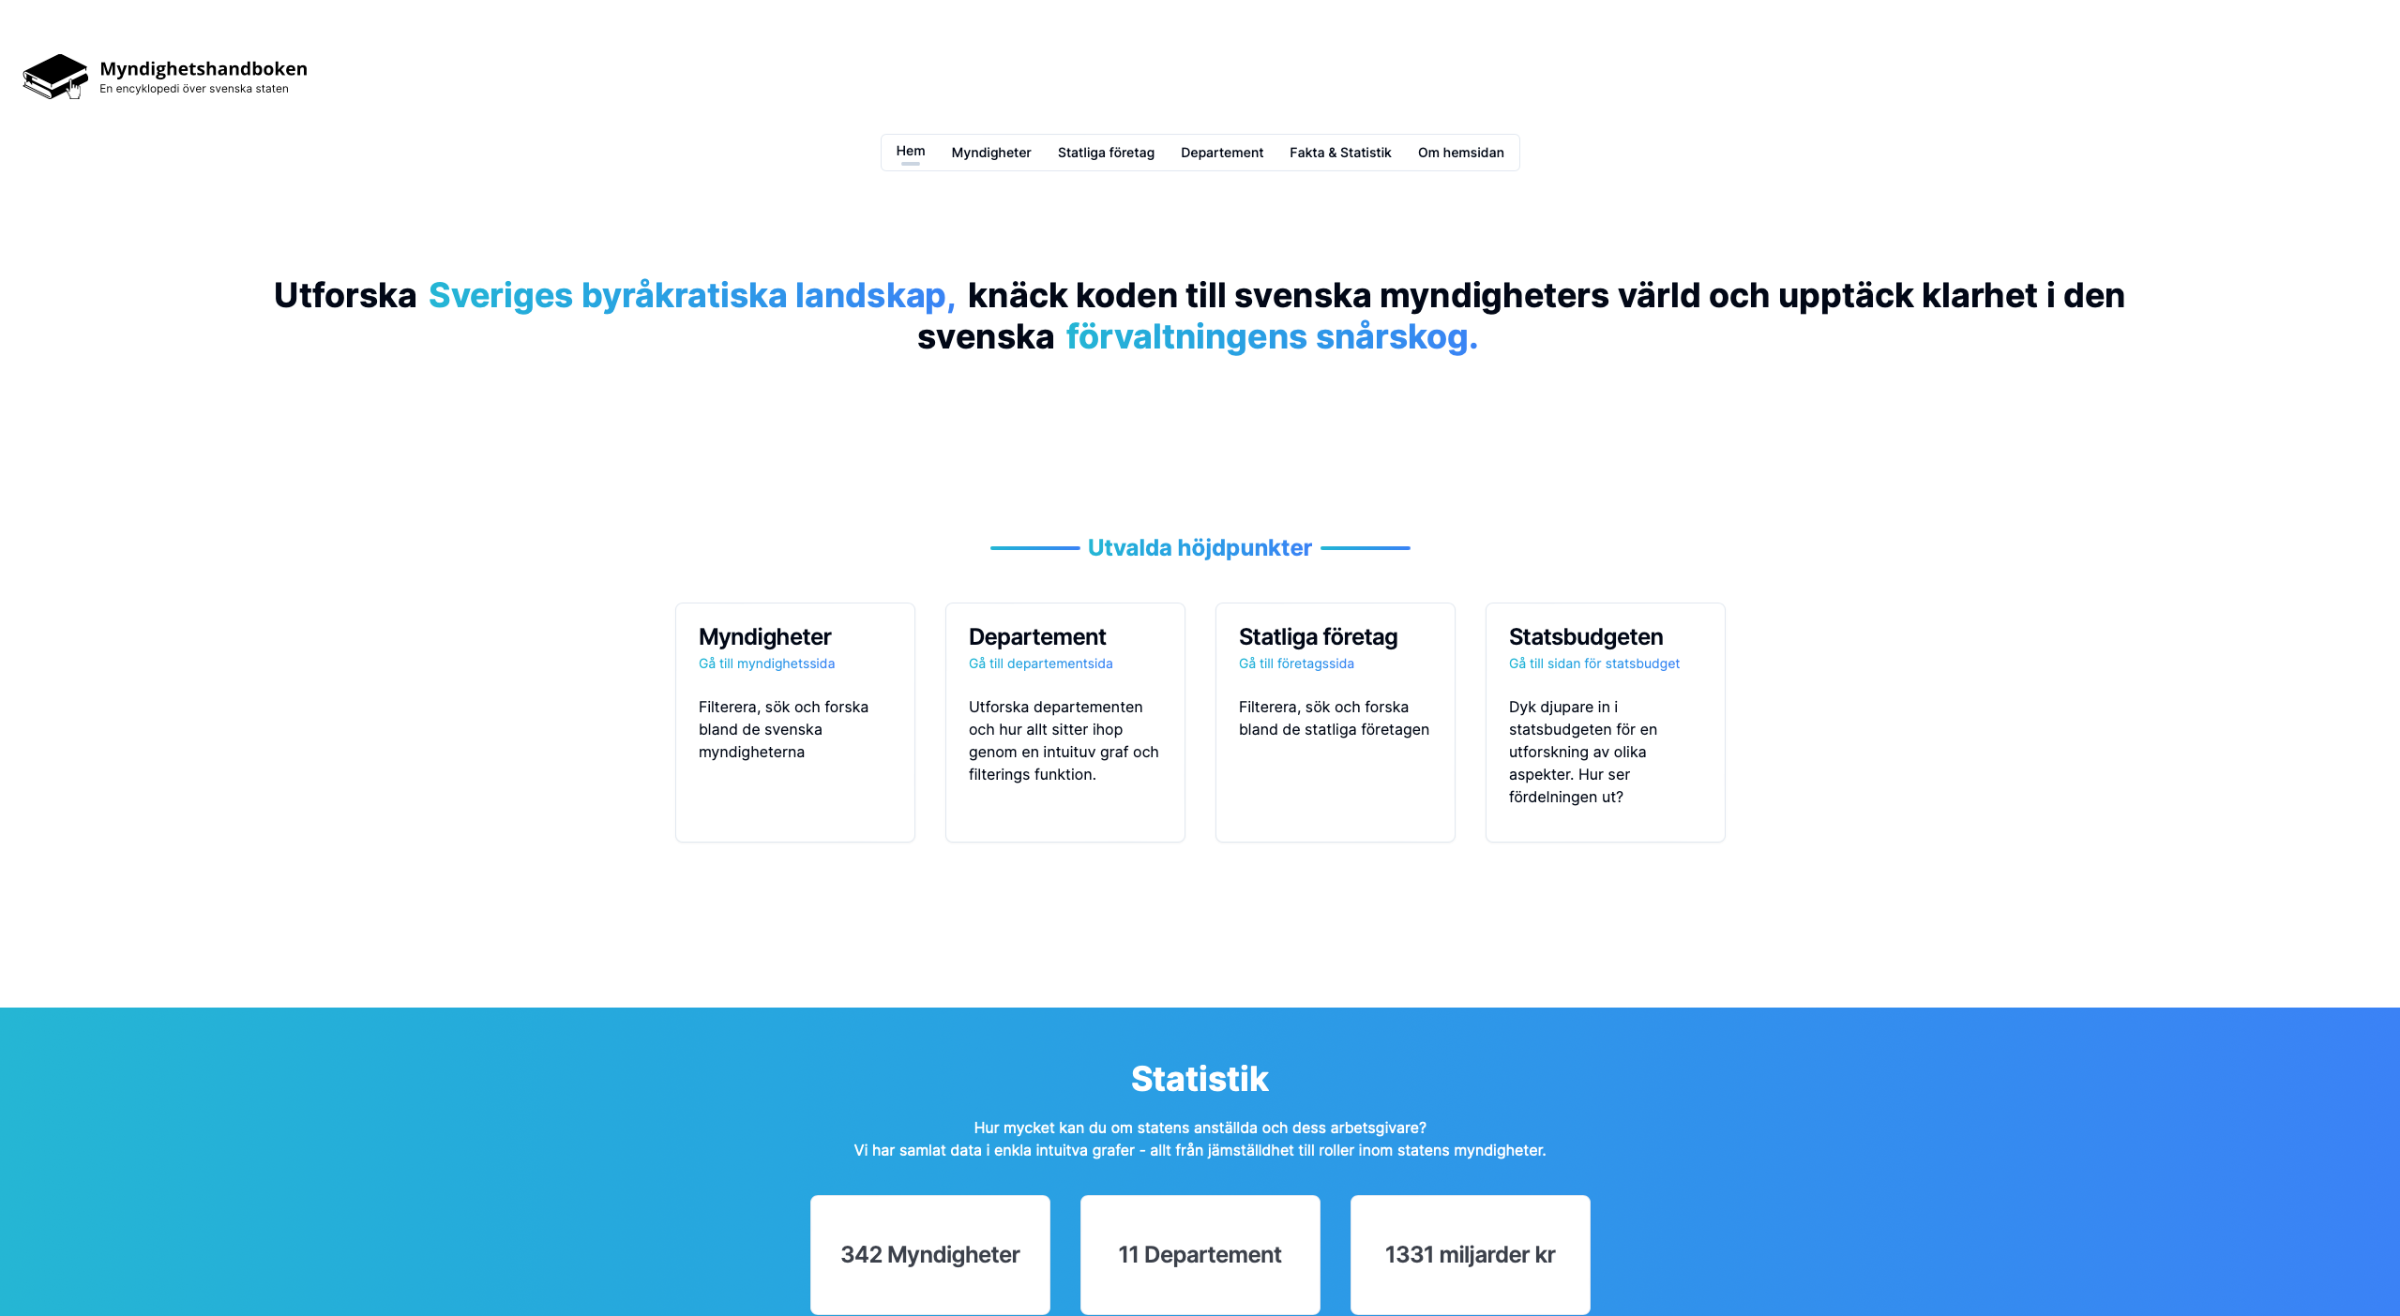 Myndighetshandboken
En encyklopedi över svenska staten
Hem Myndigheter Statliga företag Departement Fakta & Statistik Om hemsidan
Utforska Sveriges byråkratiska landskap, knäck koden till svenska myndigheters värld och upptäck klarhet i den
svenska förvaltningens snårskog.
Utvalda höjdpunkter
Myndigheter
Gå till myndighetssida
Filterera, sök och forska
bland de svenska
myndigheterna
Departement
Gå till departementsida
Utforska departementen
och hur allt sitter ihop
genom en intuituv graf och
filterings funktion.
Statliga företag
Gå till företagssida
Filterera, sök och forska
bland de statliga företagen
Statsbudgeten
Gå till sidan för statsbudget
Dyk djupare in i
statsbudgeten för en
utforskning av olika
aspekter. Hur ser
fördelningen ut?
Statistik
Hur mycket kan du om statens anställda och dess arbetsgivare?
Vi har samlat data i enkla intuitva grafer - allt från jämställdhet till roller inom statens myndigheter.
342 Myndigheter
11 Departement
1331 miljarder kr